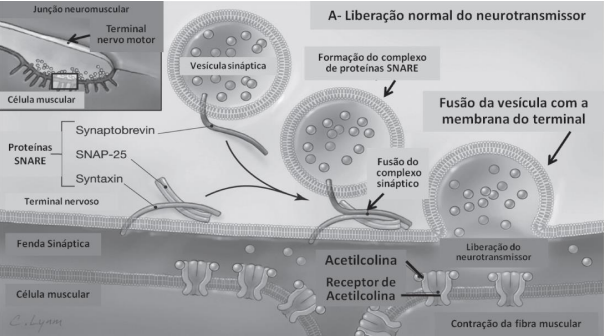 Junção neuromuscular
Terminal
nervo motor
Célula muscular
A- Liberação normal do neurotransmissor
Vesícula sináptica
Formação do complexo
de proteínas SNARE
Fusão da vesícula com a
membrana do terminal
Proteínas
SNARE
Synaptobrevin
SNAP-25
Syntaxin
Fusão do
complexo
sináptico
Terminal nervoso
Fenda Sináptica
Liberação do
neurotransmissor
Acetilcolina
Receptor de
Acetilcolina
Célula muscular
Contração da fibra muscular
C. Lynm